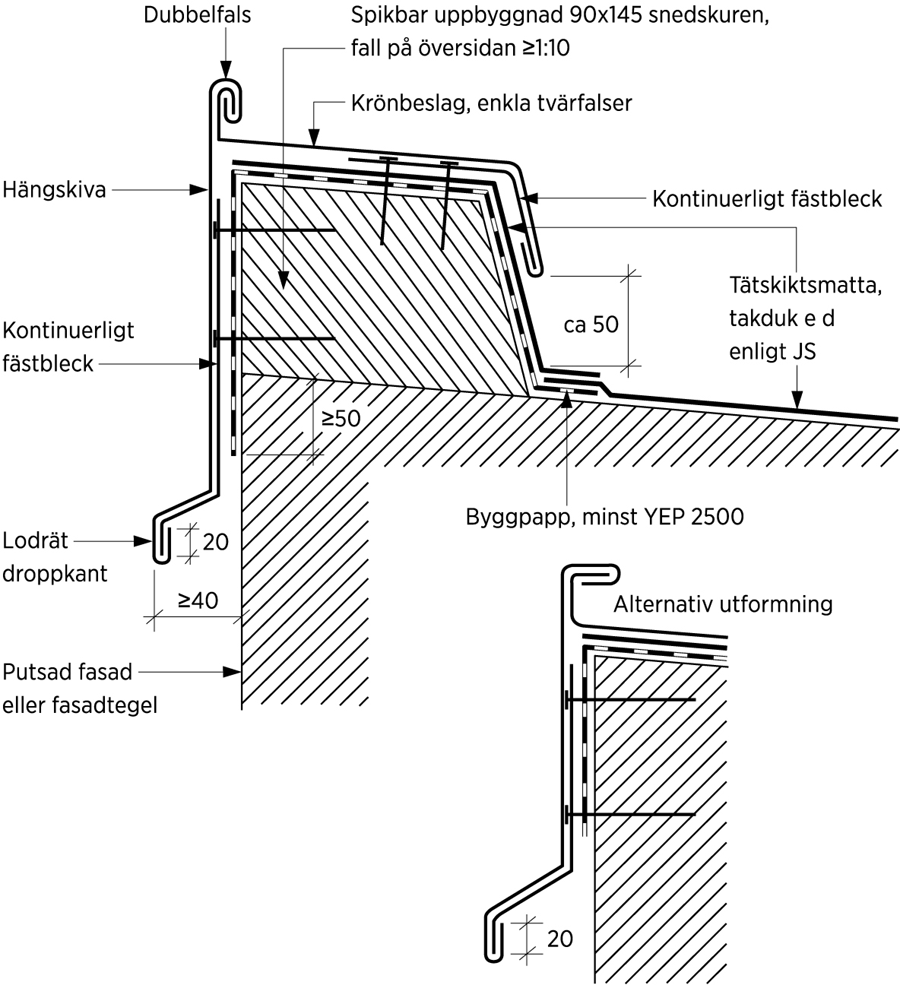 Dubbelfals
Spikbar uppbyggnad 90x145 snedskuren,
fall på översidan ≥1:10
Krönbeslag, enkla tvärfalser
Hängskiva
Kontinuerligt fästbleck
Tätskiktsmatta,
takduk e d
enligt JS
ca 50
Kontinuerligt
fästbleck
≥50
Byggpapp, minst YEP 2500
Lodrät
droppkant
20
≥40
Alternativ utformning
Putsad fasad
eller fasadtegel
20